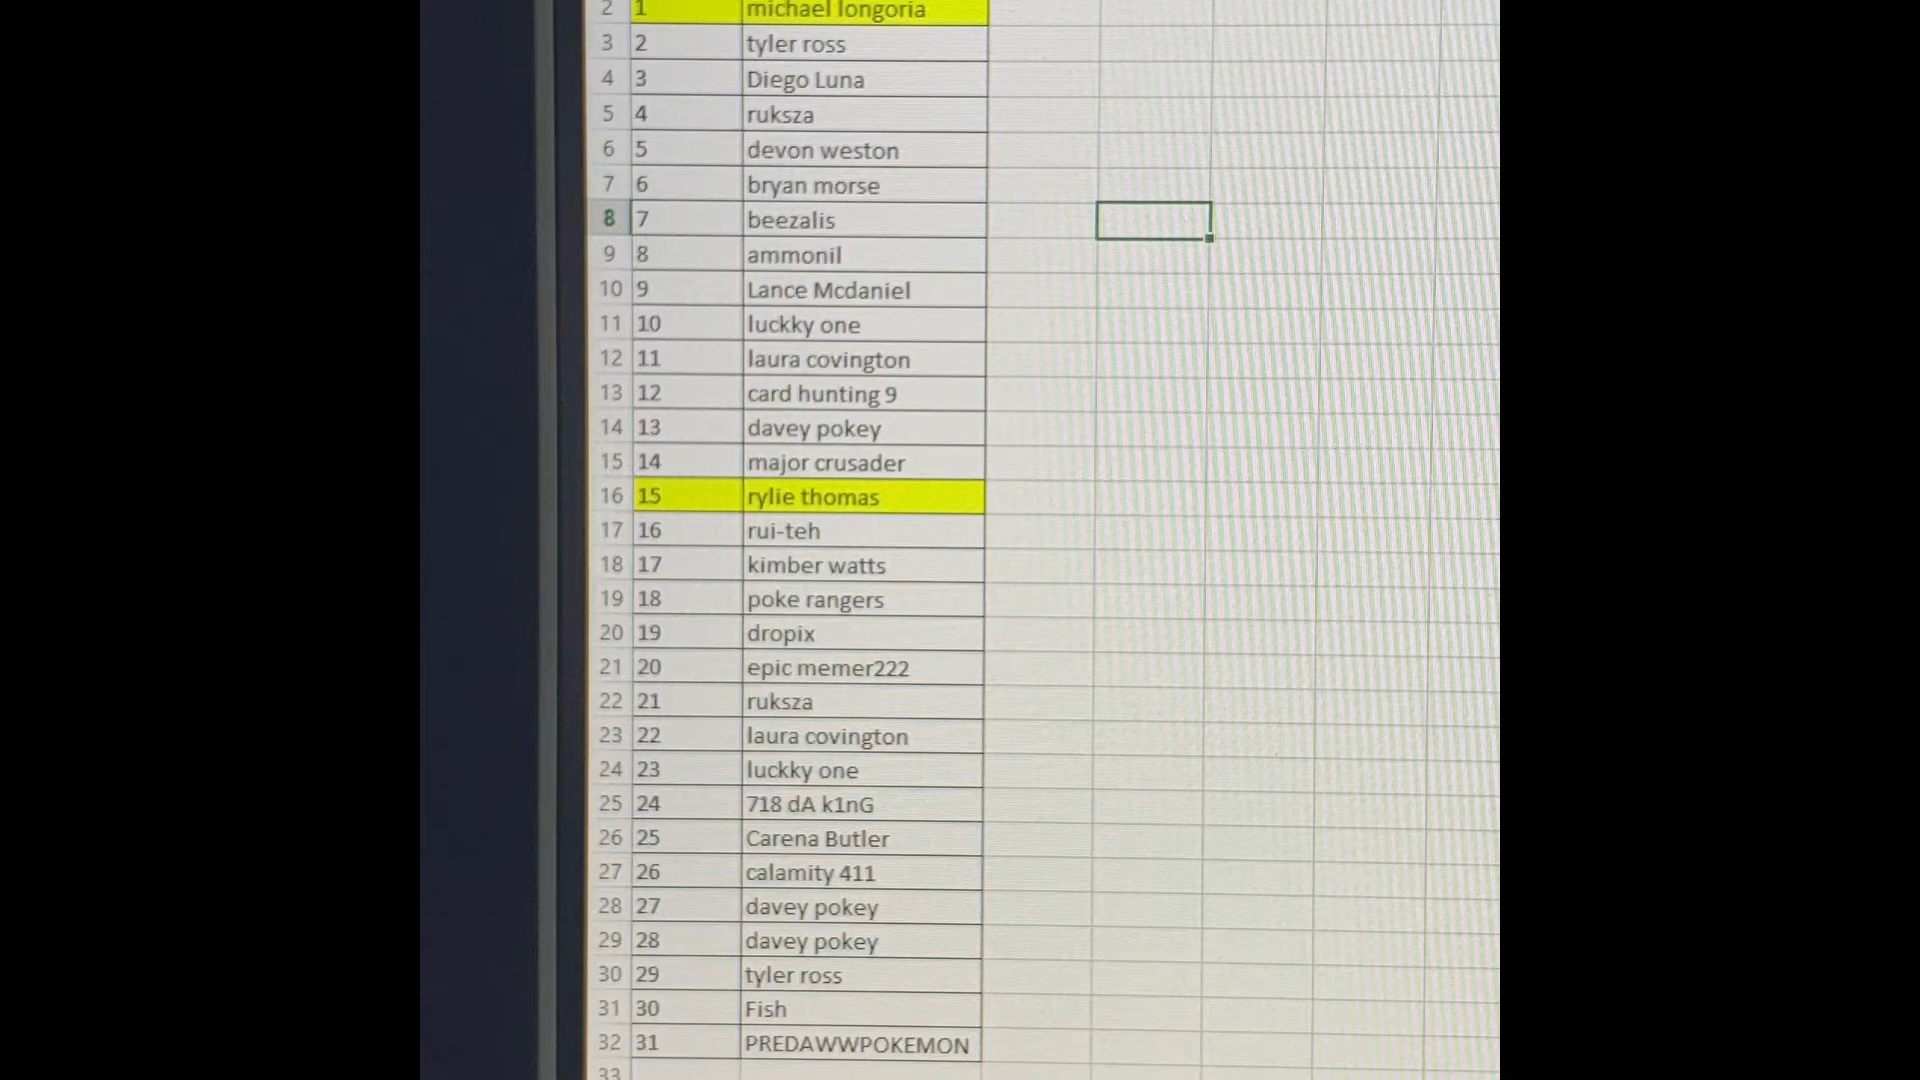 2 1 michael longoria
3 2 tyler ross
4 3 Diego Luna
5 4 ruksza
6 5 devon weston
7 6 bryan morse
8 7 beezalis
9 8 ammonil
10 9 Lance Mcdaniel
11 10 luckky one
12 11 laura covington
13 12 card hunting 9
14 13 davey pokey
15 14 major crusader
16 15 rylie thomas
17 16 rui-teh
18 17 kimber watts
19 18 poke rangers
20 19 dropix
21 20 epic memer222
22 21 ruksza
23 22 laura covington
24 23 luckky one
25 24 718 dA k1nG
26 25 Carena Butler
27 26 calamity 411
28 27 davey pokey
29 28 davey pokey
30 29 tyler ross
31 30 Fish
32 31 PREDAWWPOKEMON
33